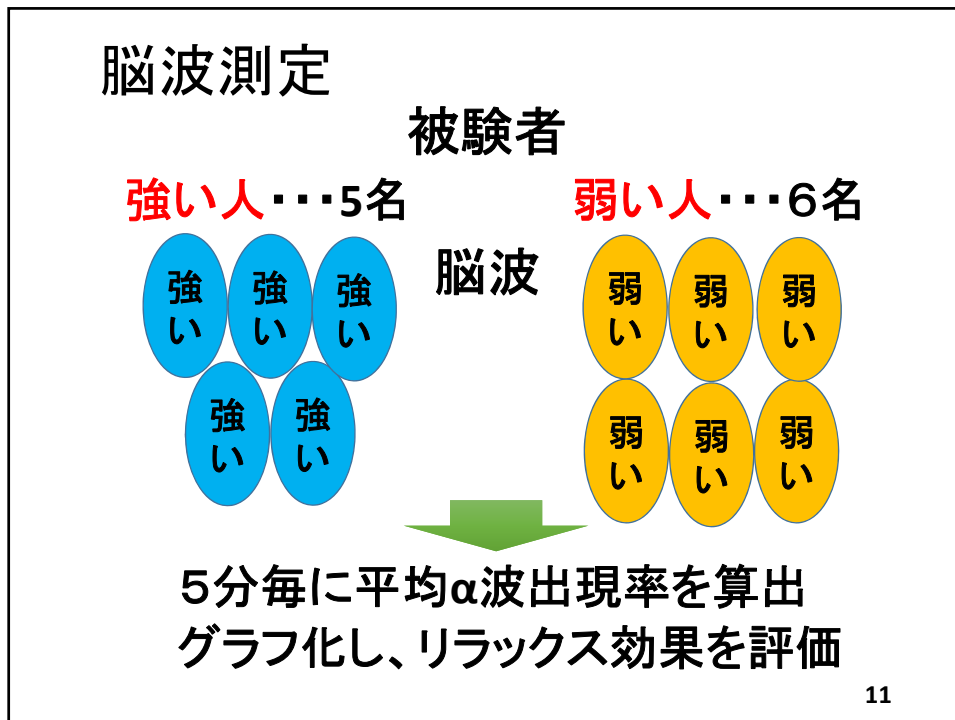 脳波測定
被験者
強い人・・・5名
弱い人・・・６名
脳波
強
い
強
い
強
い
強
い
強
い
弱
い
弱
い
弱
い
弱
い
弱
い
弱
い
５分毎に平均α波出現率を算出
グラフ化し、リラックス効果を評価
11